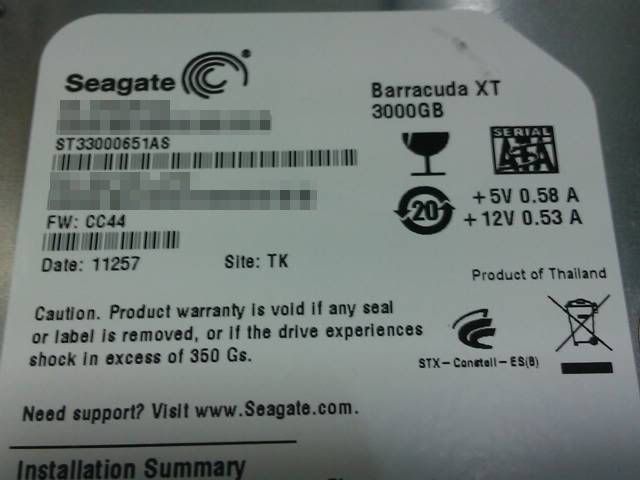 Seagate ®
Barracuda XT
3000GB
ST33000651AS
SERIAL
ATA
20
+5V 0.58 A
+12V 0.53 A
FW: CC44
Date: 11257 Site: TK
Product of Thailand
Caution. Product warranty is void if any seal
or label is removed, or if the drive experiences
shock in excess of 350 Gs.
STX-Constell-ES(B)
Need support? Visit www.Seagate.com.
Installation Summary